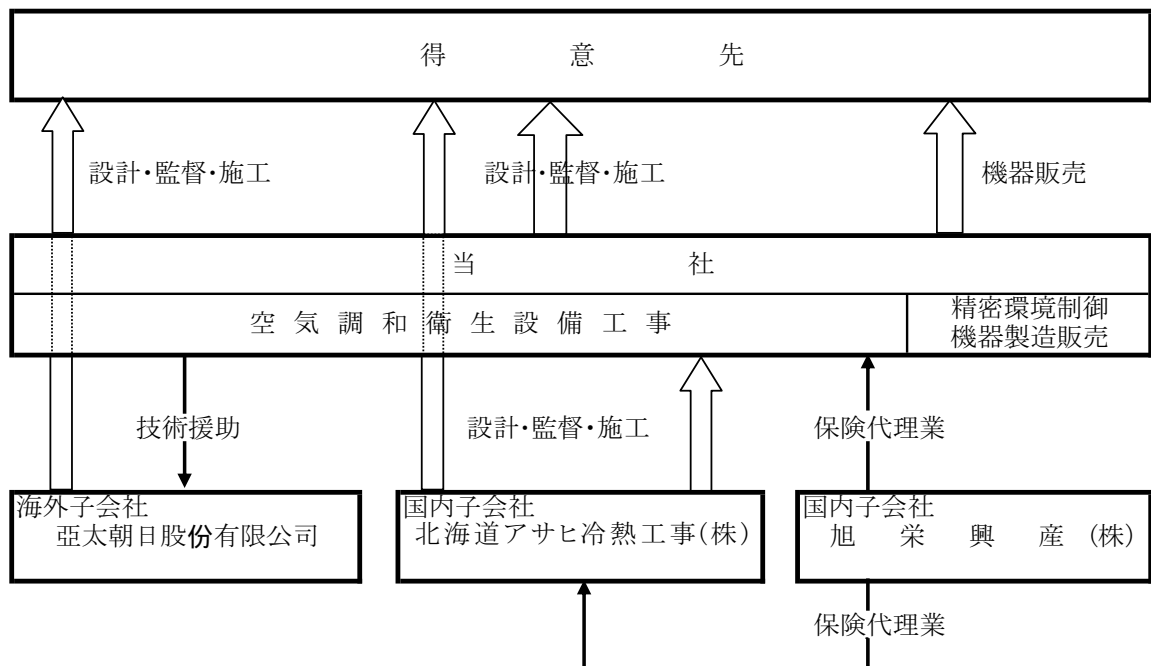 得意先
設計・監督・施工
設計・監督・施工
機器販売
当社
空気調和衛生設備工事
精密環境制御
機器製造販売
技術援助
設計・監督・施工
保険代理業
海外子会社
亞太朝日股份有限公司
国内子会社
北海道アサヒ冷熱工事(株)
国内子会社
旭栄興産(株)
保険代理業